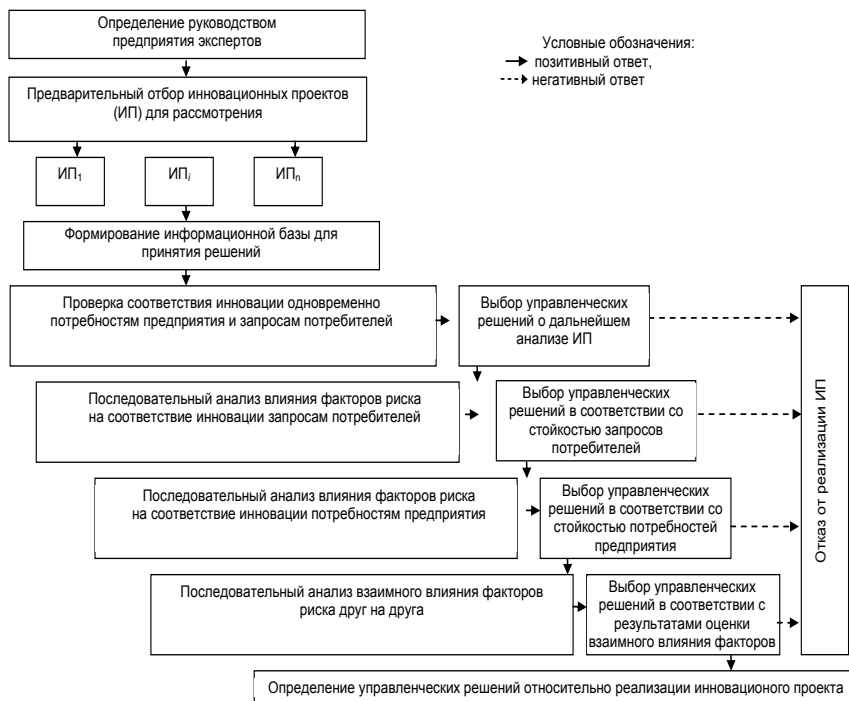 Определение руководством
предприятия экспертов
Условные обозначения:
позитивный ответ,
негативный ответ
Предварительный отбор инновационных проектов
(ИП) для рассмотрения
ИП₁
ИПᵢ
ИПₙ
Формирование информационной базы для
принятия решений
Проверка соответствия инновации одновременно
потребностям предприятия и запросам потребителей
Выбор управленческих
решений о дальнейшем
анализе ИП
Последовательный анализ влияния факторов риска
на соответствие инновации запросам потребителей
Выбор управленческих
решений в соответствии со
стойкостью запросов
потребителей
Последовательный анализ влияния факторов риска
на соответствие инновации потребностям предприятия
Выбор управленческих
решений в соответствии со
стойкостью потребностей
предприятия
Последовательный анализ взаимного влияния факторов
риска друг на друга
Выбор управленческих
решений в соответствии с
результатами оценки
взаимного влияния факторов
Отказ от реализации ИП
Определение управленческих решений относительно реализации инновационого проекта